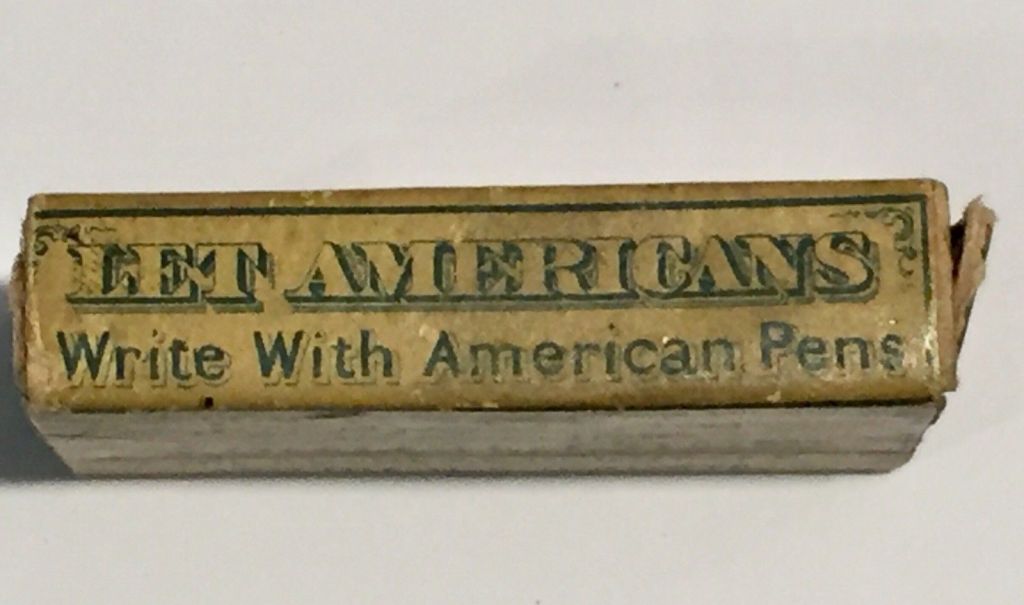 LET AMERICANS
Write With American Pens.